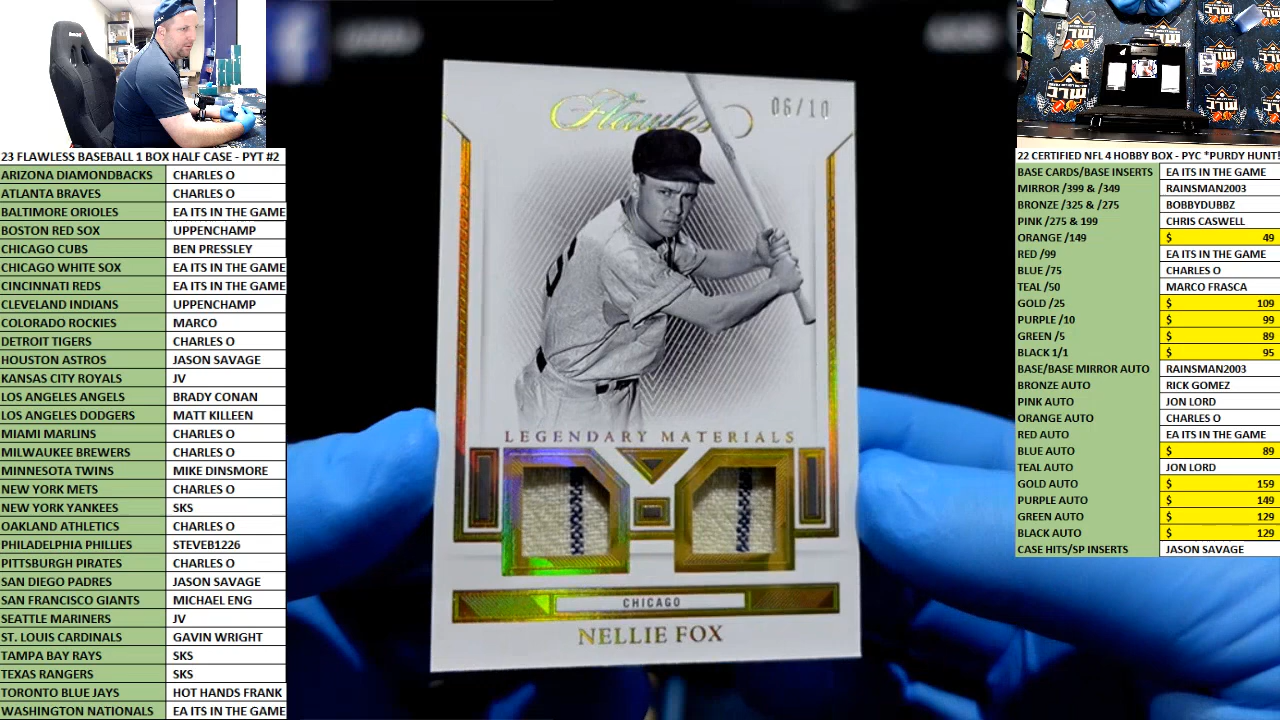 23 FLAWLESS BASEBALL 1 BOX HALF CASE - PYT #2
ARIZONA DIAMONDBACKS CHARLES O
ATLANTA BRAVES CHARLES O
BALTIMORE ORIOLES EA ITS IN THE GAME
BOSTON RED SOX UPPENCHAMP
CHICAGO CUBS BEN PRESSLEY
CHICAGO WHITE SOX EA ITS IN THE GAME
CINCINNATI REDS EA ITS IN THE GAME
CLEVELAND INDIANS UPPENCHAMP
COLORADO ROCKIES MARCO
DETROIT TIGERS CHARLES O
HOUSTON ASTROS JASON SAVAGE
KANSAS CITY ROYALS JV
LOS ANGELES ANGELS BRADY CONAN
LOS ANGELES DODGERS MATT KILLEEN
MIAMI MARLINS CHARLES O
MILWAUKEE BREWERS CHARLES O
MINNESOTA TWINS MIKE DINSMORE
NEW YORK METS CHARLES O
NEW YORK YANKEES SKS
OAKLAND ATHLETICS CHARLES O
PHILADELPHIA PHILLIES STEVEB1226
PITTSBURGH PIRATES CHARLES O
SAN DIEGO PADRES JASON SAVAGE
SAN FRANCISCO GIANTS MICHAEL ENG
SEATTLE MARINERS JV
ST. LOUIS CARDINALS GAVIN WRIGHT
TAMPA BAY RAYS SKS
TEXAS RANGERS SKS
TORONTO BLUE JAYS HOT HANDS FRANK
WASHINGTON NATIONALS EA ITS IN THE GAME
Flawless
06/10
LEGENDARY MATERIALS
CHICAGO
NELLIE FOX
22 CERTIFIED NFL 4 HOBBY BOX - PYC *PURDY HUNT!
BASE CARDS/BASE INSERTS EA ITS IN THE GAME
MIRROR /399 & /349 RAINSMAN2003
BRONZE /325 & /275 BOBBYDUBBZ
PINK /275 & 199 CHRIS CASWELL
ORANGE /149 $ 49
RED /99 EA ITS IN THE GAME
BLUE /75 CHARLES O
TEAL /50 MARCO FRASCA
GOLD /25 $ 109
PURPLE /10 $ 99
GREEN /5 $ 89
BLACK 1/1 $ 95
BASE/BASE MIRROR AUTO RAINSMAN2003
BRONZE AUTO RICK GOMEZ
PINK AUTO JON LORD
ORANGE AUTO CHARLES O
RED AUTO EA ITS IN THE GAME
BLUE AUTO $ 89
TEAL AUTO JON LORD
GOLD AUTO $ 159
PURPLE AUTO $ 149
GREEN AUTO $ 129
BLACK AUTO $ 129
CASE HITS/SP INSERTS JASON SAVAGE